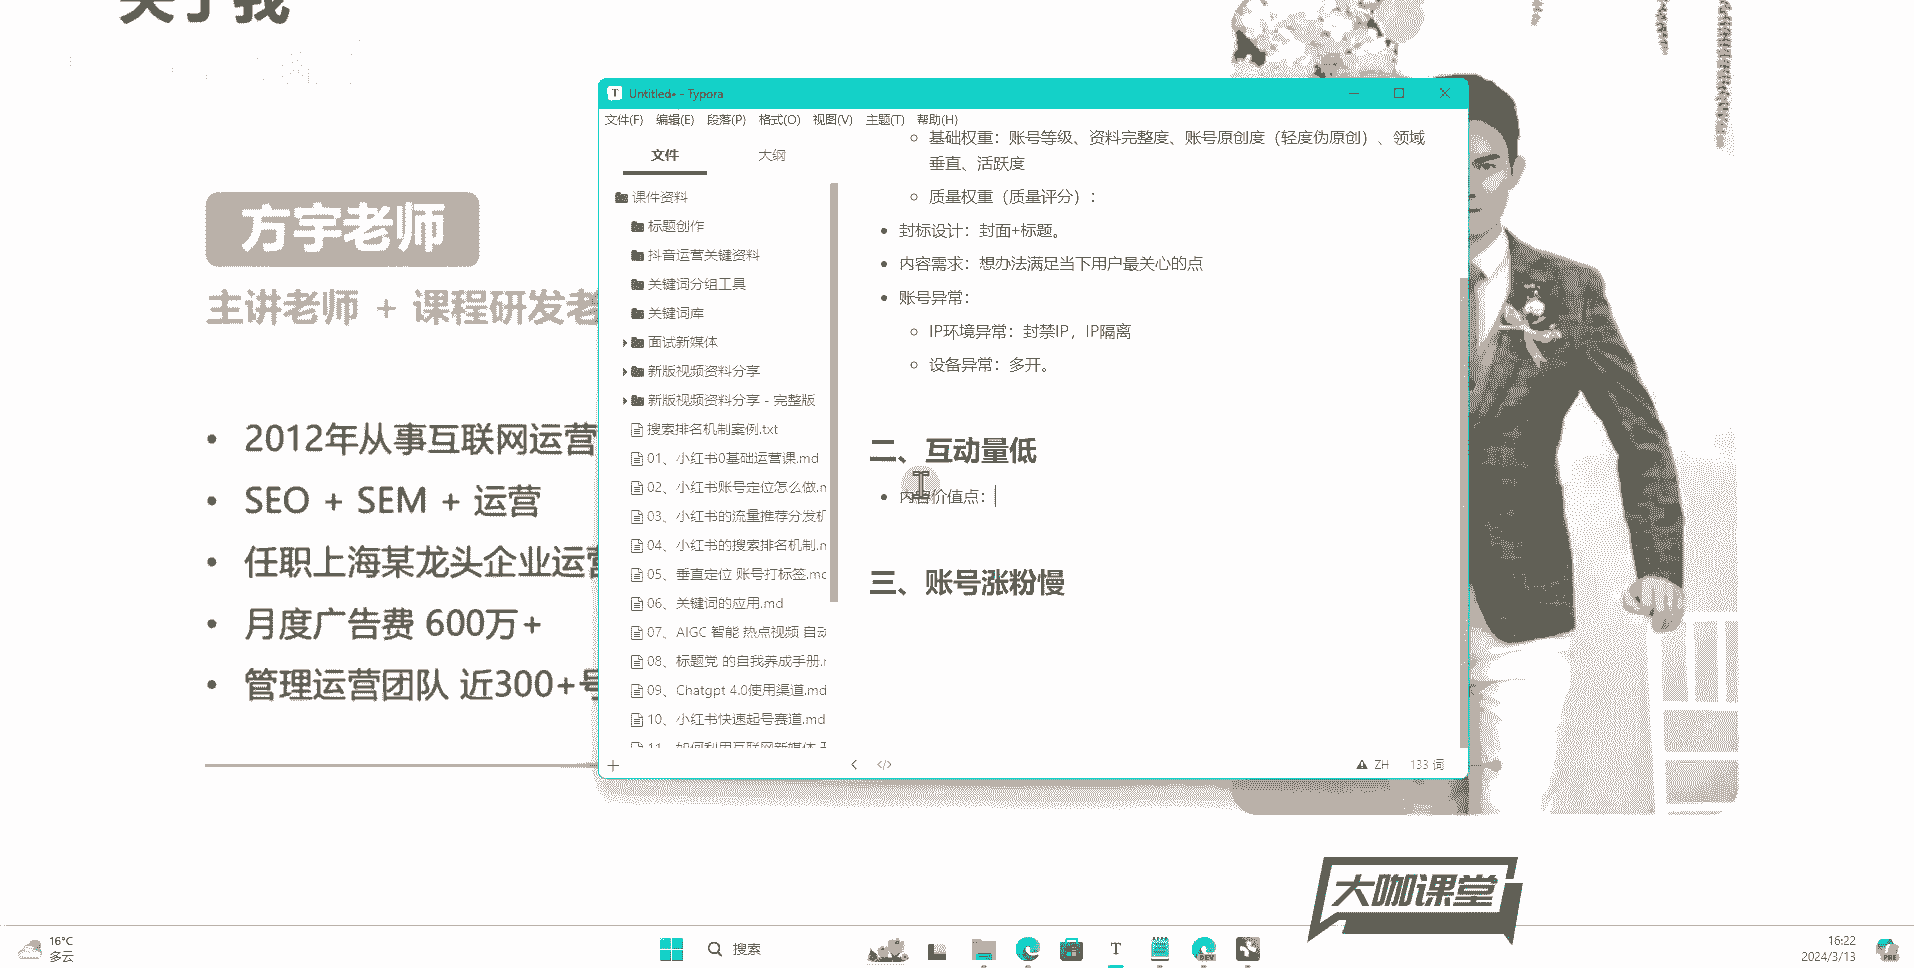 关于我
方宇老师
主讲老师 + 课程研发老
2012年从事互联网运营
SEO + SEM + 运营
任职上海某龙头企业运营
月度广告费 600万+
管理运营团队 近300+号
Untitled• - Typora
文件(F) 编辑(E) 段落(P) 格式(O) 视图(V) 主题(T) 帮助(H)
文件 大纲
课件资料
标题创作
抖音运营关键资料
关键词分组工具
关键词库
面试新媒体
新版视频资料分享
新版视频资料分享 - 完整版
搜索排名机制案例.txt
01、小红书0基础运营课.md
02、小红书账号定位怎么做.m
03、小红书的流量推荐分发机
04、小红书的搜索排名机制.m
05、垂直定位 账号打标签.md
06、关键词的应用.md
07、AIGC 智能 热点视频 自动
08、标题党 的自我养成手册.m
09、Chatgpt 4.0使用渠道.md
10、小红书快速起号赛道.md
11、如何利用互联网新媒体
基础权重：账号等级、资料完整度、账号原创度（轻度伪原创）、领域
垂直、活跃度
质量权重（质量评分）：
封标设计：封面+标题。
内容需求：想办法满足当下用户最关心的点
账号异常：
IP环境异常：封禁IP，IP隔离
设备异常：多开。
二、互动量低
内容价值点：
三、账号涨粉慢
ZH 133 词
大咖课堂
16°C
多云
搜索
DEV
16:22
2024/3/13
PRE